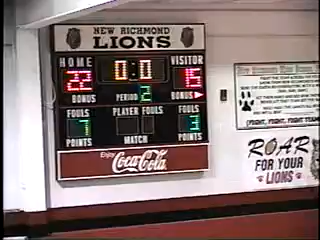 NEW RICHMOND
LIONS
HOME
VISITOR
22
0:0
15
BONUS
PERIOD
2
BONUS
FOULS
PLAYER FOULS
FOULS
3
POINTS
MATCH
POINTS
Enjoy
Coca-Cola
(FIGHT, FIGHT, FIGHT TEAM
ROAR
FOR YOUR
LIONS